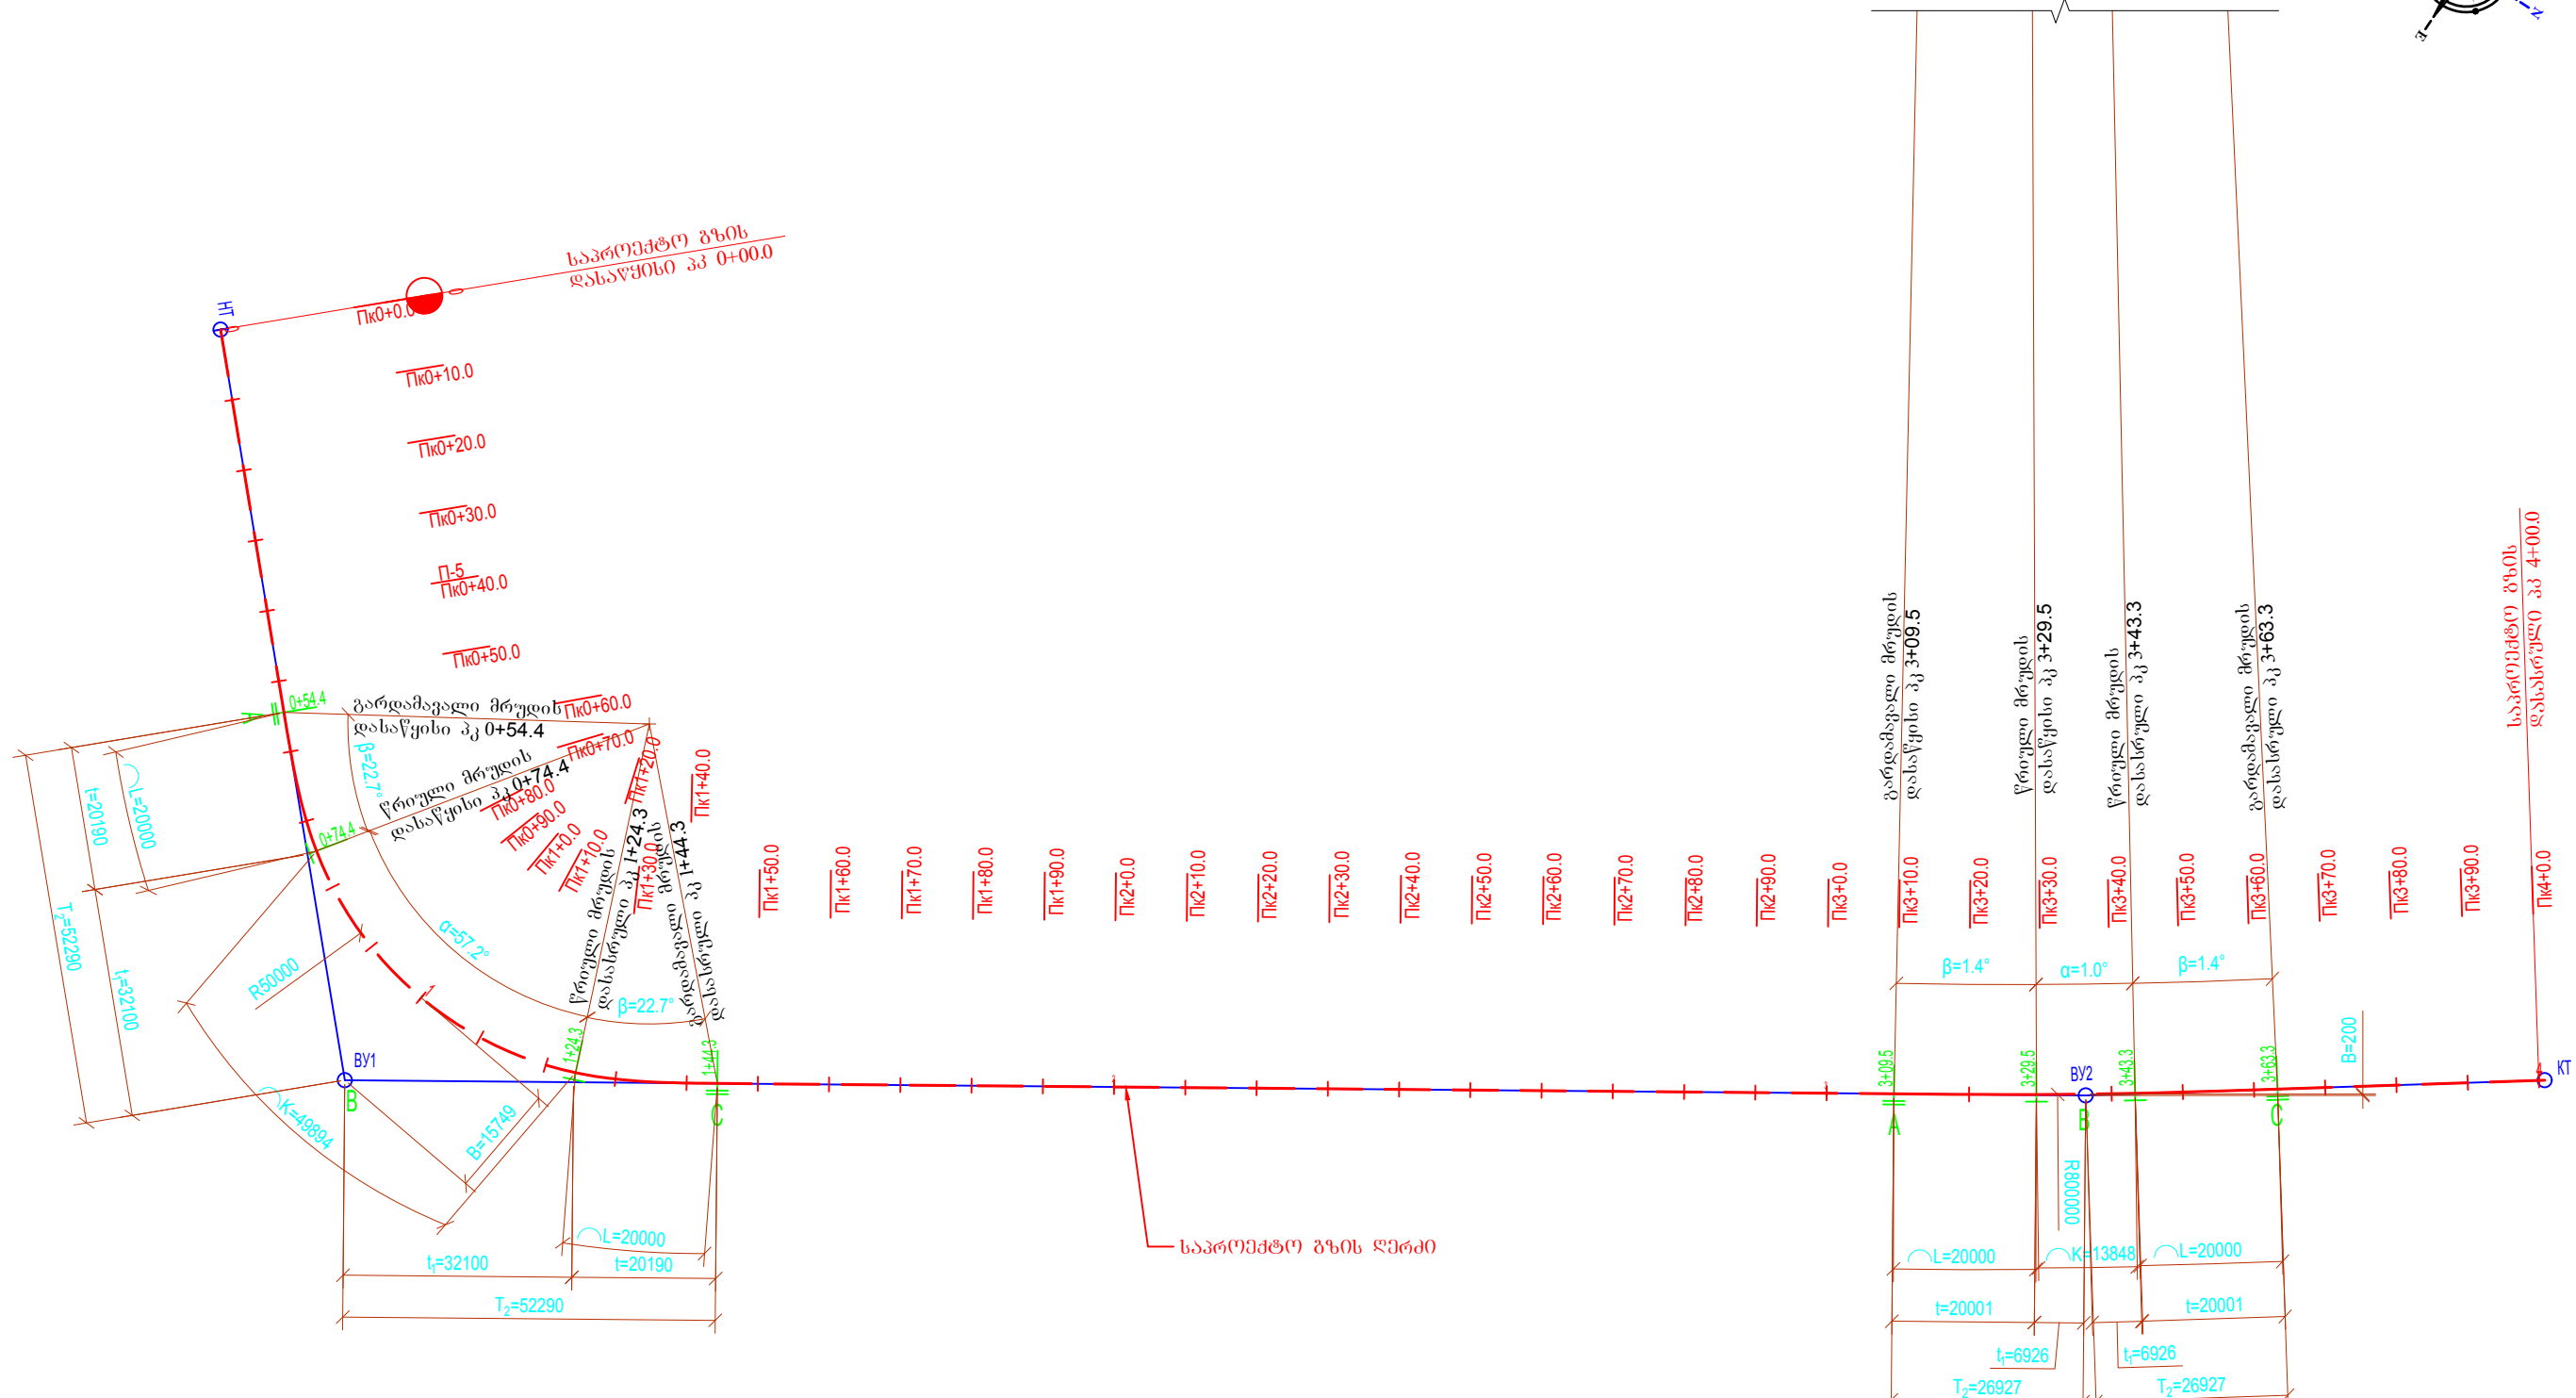 E
N
საპროექტო გზის
დასაწყისი პკ 0+00.0
НТ
Пк0+0.0
0
0
Пк0+10.0
Пк0+20.0
Пк0+30.0
П-5
Пк0+40.0
Пк0+50.0
Пк0+60.0
Пк0+70.0
Пк0+80.0
Пк0+90.0
Пк1+0.0
Пк1+10.0
Пк1+20.0
Пк1+30.0
Пк1+40.0
0+54.4
გარდამავალი მრუდის
დასაწყისი პკ 0+54.4
β=22.7°
წრიული მრუდის
დასაწყისი პკ 0+74.4
0+74.4
წრიული მრუდის
დასასრული პკ 1+24.3
გარდამავალი მრუდის
დასასრული პკ 1+44.3
L=20000
t=20190
T₂=52290
t₁=32100
α=57.2°
R50000
β=22.7°
1
1+24.3
1+44.3
ВУ1
B
C
K=49894
B=15749
L=20000
t₁=32100
t=20190
T₂=52290
Пк1+50.0
Пк1+60.0
Пк1+70.0
Пк1+80.0
Пк1+90.0
Пк2+0.0
Пк2+10.0
Пк2+20.0
Пк2+30.0
Пк2+40.0
Пк2+50.0
Пк2+60.0
Пк2+70.0
Пк2+80.0
Пк2+90.0
Пк3+0.0
Пк3+10.0
Пк3+20.0
Пк3+30.0
Пк3+40.0
Пк3+50.0
Пк3+60.0
Пк3+70.0
Пк3+80.0
Пк3+90.0
Пк4+0.0
2
3
4
საპროექტო გზის ღერძი
გარდამავალი მრუდის
დასაწყისი პკ 3+09.5
წრიული მრუდის
დასაწყისი პკ 3+29.5
წრიული მრუდის
დასასრული პკ 3+43.3
გარდამავალი მრუდის
დასასრული პკ 3+63.3
საპროექტო გზის
დასასრული პკ 4+00.0
β=1.4°
α=1.0°
β=1.4°
3+09.5
3+29.5
3+43.3
3+63.3
ВУ2
B=200
КТ
A
B
C
R800000
L=20000
K=13848
L=20000
t=20001
t=20001
t₁=6926
t₁=6926
T₂=26927
T₂=26927